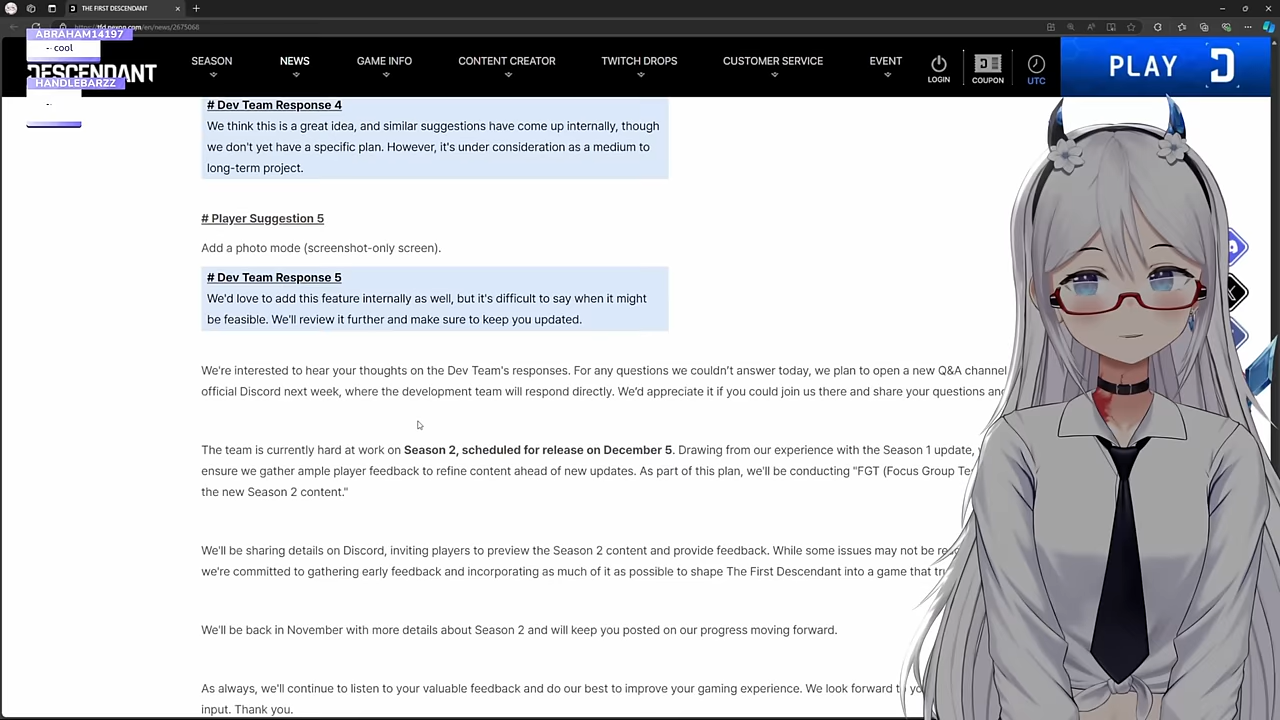 THE FIRST DESCENDANT
https://tfd.nexon.com/en/news/2675068
ABRAHAM14197
-- cool
DESCENDANT
HANDLEBARZZ
SEASON
NEWS
GAME INFO
CONTENT CREATOR
TWITCH DROPS
CUSTOMER SERVICE
EVENT
LOGIN
COUPON
UTC
PLAY
# Dev Team Response 4
We think this is a great idea, and similar suggestions have come up internally, though
we don't yet have a specific plan. However, it's under consideration as a medium to
long-term project.
# Player Suggestion 5
Add a photo mode (screenshot-only screen).
# Dev Team Response 5
We'd love to add this feature internally as well, but it's difficult to say when it might
be feasible. We'll review it further and make sure to keep you updated.
We're interested to hear your thoughts on the Dev Team's responses. For any questions we couldn't answer today, we plan to open a new Q&A channel
official Discord next week, where the development team will respond directly. We'd appreciate it if you could join us there and share your questions
The team is currently hard at work on Season 2, scheduled for release on December 5. Drawing from our experience with the Season 1 update,
ensure we gather ample player feedback to refine content ahead of new updates. As part of this plan, we'll be conducting "FGT (Focus Group
the new Season 2 content."
We'll be sharing details on Discord, inviting players to preview the Season 2 content and provide feedback. While some issues may not be
we're committed to gathering early feedback and incorporating as much of it as possible to shape The First Descendant into a game that
We'll be back in November with more details about Season 2 and will keep you posted on our progress moving forward.
As always, we'll continue to listen to your valuable feedback and do our best to improve your gaming experience. We look forward
input. Thank you.